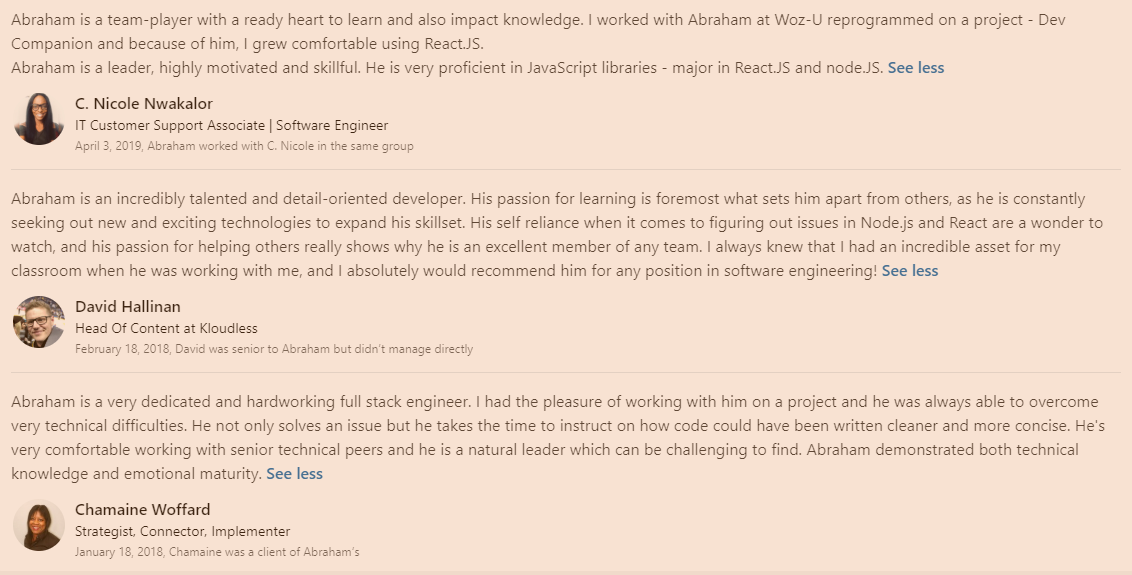 Abraham is a team-player with a ready heart to learn and also impact knowledge. I worked with Abraham at Woz-U reprogrammed on a project - Dev
Companion and because of him, I grew comfortable using React.JS.
Abraham is a leader, highly motivated and skillful. He is very proficient in JavaScript libraries - major in React.JS and node.JS. See less
C. Nicole Nwakalor
IT Customer Support Associate | Software Engineer
April 3, 2019, Abraham worked with C. Nicole in the same group
Abraham is an incredibly talented and detail-oriented developer. His passion for learning is foremost what sets him apart from others, as he is constantly
seeking out new and exciting technologies to expand his skillset. His self reliance when it comes to figuring out issues in Node.js and React are a wonder to
watch, and his passion for helping others really shows why he is an excellent member of any team. I always knew that I had an incredible asset for my
classroom when he was working with me, and I absolutely would recommend him for any position in software engineering! See less
David Hallinan
Head Of Content at Kloudless
February 18, 2018, David was senior to Abraham but didn't manage directly
Abraham is a very dedicated and hardworking full stack engineer. I had the pleasure of working with him on a project and he was always able to overcome
very technical difficulties. He not only solves an issue but he takes the time to instruct on how code could have been written cleaner and more concise. He's
very comfortable working with senior technical peers and he is a natural leader which can be challenging to find. Abraham demonstrated both technical
knowledge and emotional maturity. See less
Chamaine Woffard
Strategist, Connector, Implementer
January 18, 2018, Chamaine was a client of Abraham's